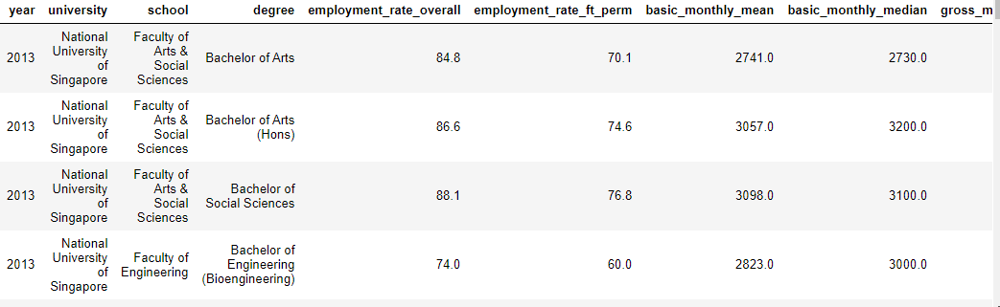 year university school degree employment_rate_overall employment_rate_ft_perm basic_monthly_mean basic_monthly_median gross_m
National Faculty of
University Arts &
2013 of Social Bachelor of Arts 84.8 70.1 2741.0 2730.0
Singapore Sciences
National Faculty of
University Arts & Bachelor of Arts
2013 of Social (Hons) 86.6 74.6 3057.0 3200.0
Singapore Sciences
National Faculty of
University Arts & Bachelor of
2013 of Social Social Sciences 88.1 76.8 3098.0 3100.0
Singapore Sciences
National Bachelor of
University Faculty of Engineering
2013 of Engineering (Bioengineering) 74.0 60.0 2823.0 3000.0
Singapore